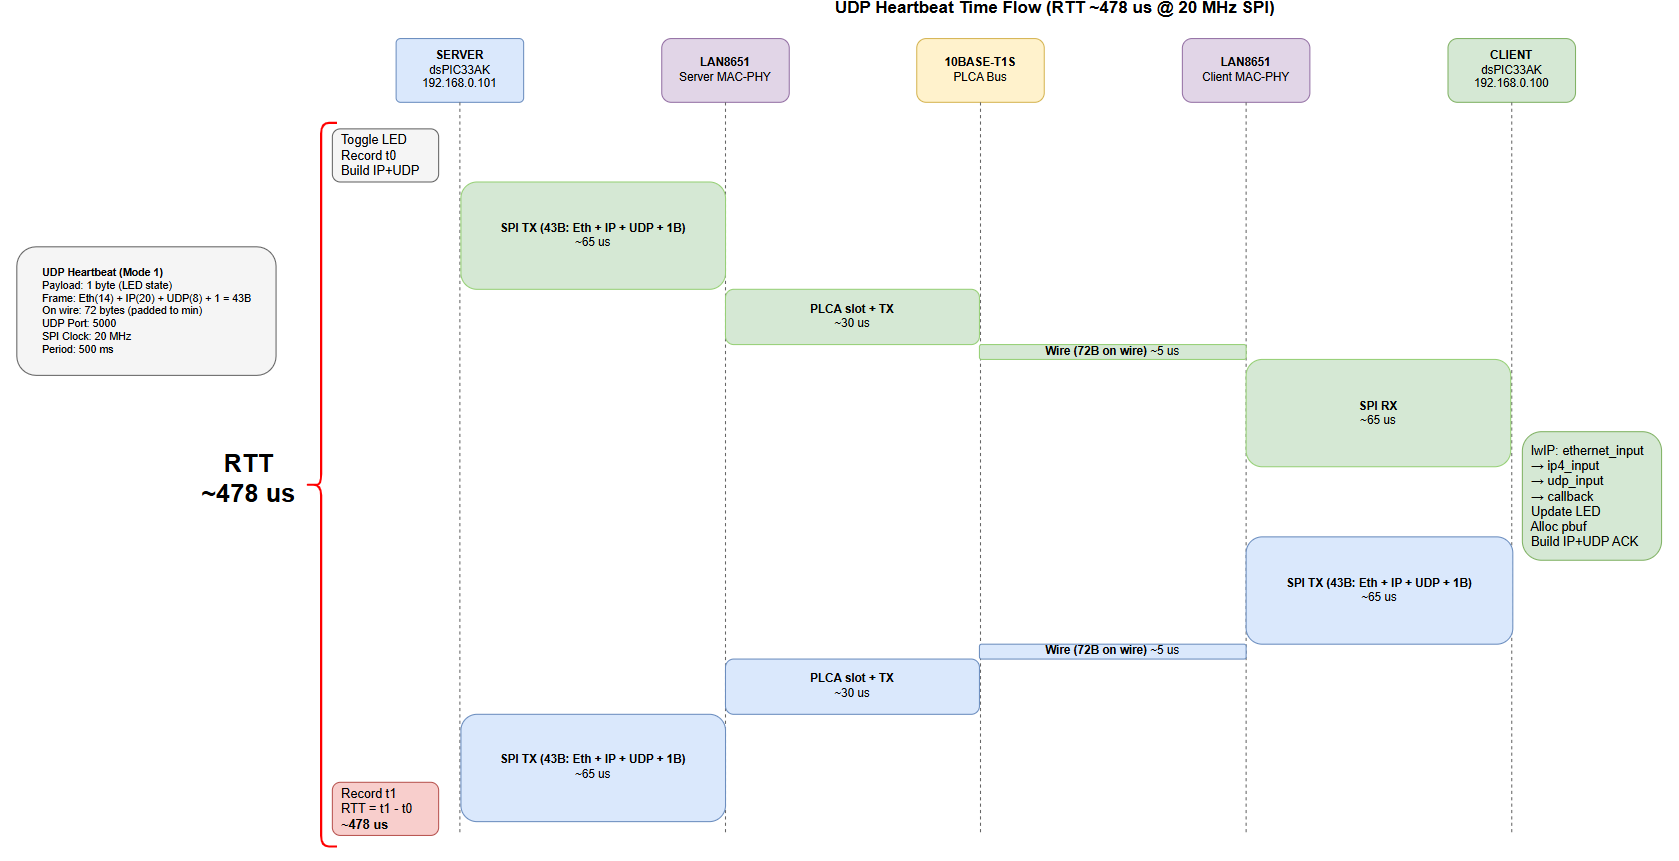 UDP Heartbeat Time Flow (RTT ~478 us @ 20 MHz SPI)
SERVER
dsPIC33AK
192.168.0.101
LAN8651
Server MAC-PHY
10BASE-T1S
PLCA Bus
LAN8651
Client MAC-PHY
CLIENT
dsPIC33AK
192.168.0.100
Toggle LED
Record t0
Build IP+UDP
SPI TX (43B: Eth + IP + UDP + 1B)
~65 us
UDP Heartbeat (Mode 1)
Payload: 1 byte (LED state)
Frame: Eth(14) + IP(20) + UDP(8) + 1 = 43B
On wire: 72 bytes (padded to min)
UDP Port: 5000
SPI Clock: 20 MHz
Period: 500 ms
PLCA slot + TX
~30 us
Wire (72B on wire) ~5 us
SPI RX
~65 us
RTT
~478 us
lwIP: ethernet_input
→ ip4_input
→ udp_input
→ callback
Update LED
Alloc pbuf
Build IP+UDP ACK
SPI TX (43B: Eth + IP + UDP + 1B)
~65 us
Wire (72B on wire) ~5 us
PLCA slot + TX
~30 us
SPI TX (43B: Eth + IP + UDP + 1B)
~65 us
Record t1
RTT = t1 - t0
~478 us